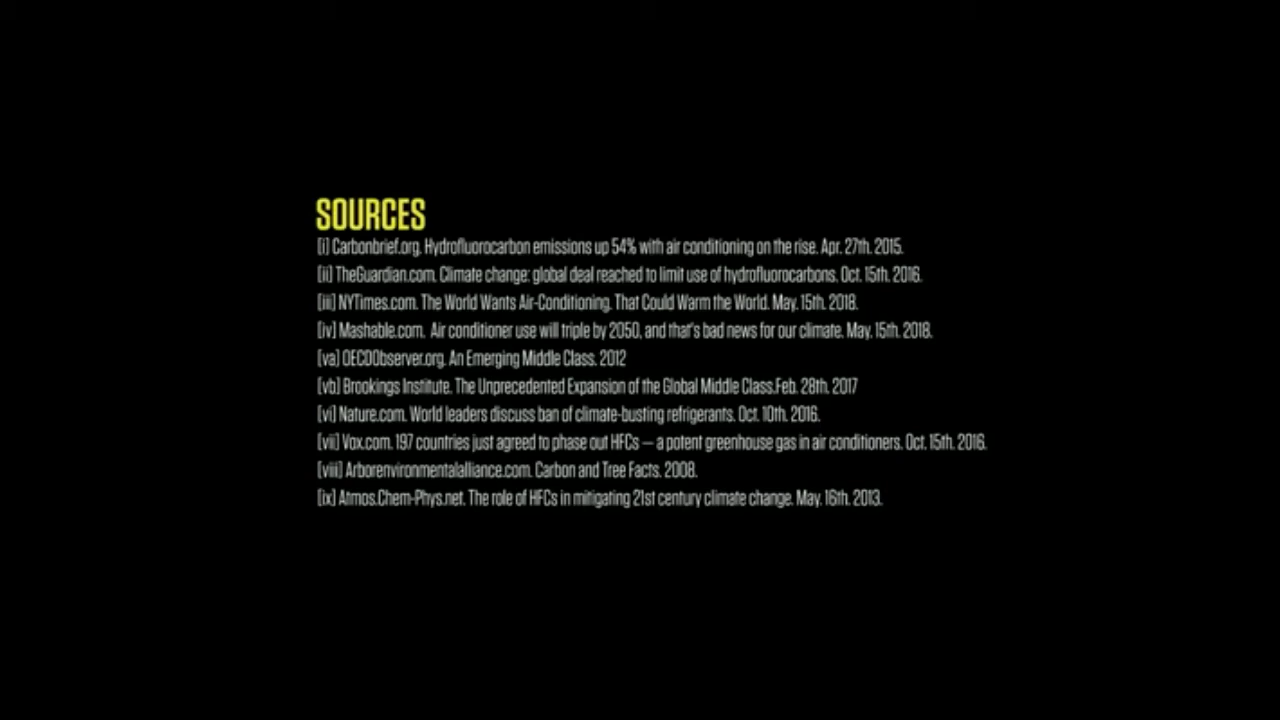 SOURCES
[i] Carbonbrief.org. Hydrofluorocarbon emissions up 54% with air conditioning on the rise. Apr. 27th. 2015.
[ii] TheGuardian.com. Climate change: global deal reached to limit use of hydrofluorocarbons. Oct. 15th. 2016.
[iii] NYTimes.com. The World Wants Air-Conditioning. That Could Warm the World. May. 15th. 2018.
[iv] Mashable.com. Air conditioner use will triple by 2050, and that's bad news for our climate. May. 15th. 2018.
[va] OECDObserver.org. An Emerging Middle Class. 2012
[vb] Brookings Institute. The Unprecedented Expansion of the Global Middle Class.Feb. 28th. 2017
[vi] Nature.com. World leaders discuss ban of climate-busting refrigerants. Oct. 10th. 2016.
[vii] Vox.com. 197 countries just agreed to phase out HFCs — a potent greenhouse gas in air conditioners. Oct. 15th. 2016.
[viii] Arborenvironmentalalliance.com. Carbon and Tree Facts. 2008.
[ix] Atmos.Chem-Phys.net. The role of HFCs in mitigating 21st century climate change. May. 16th. 2013.